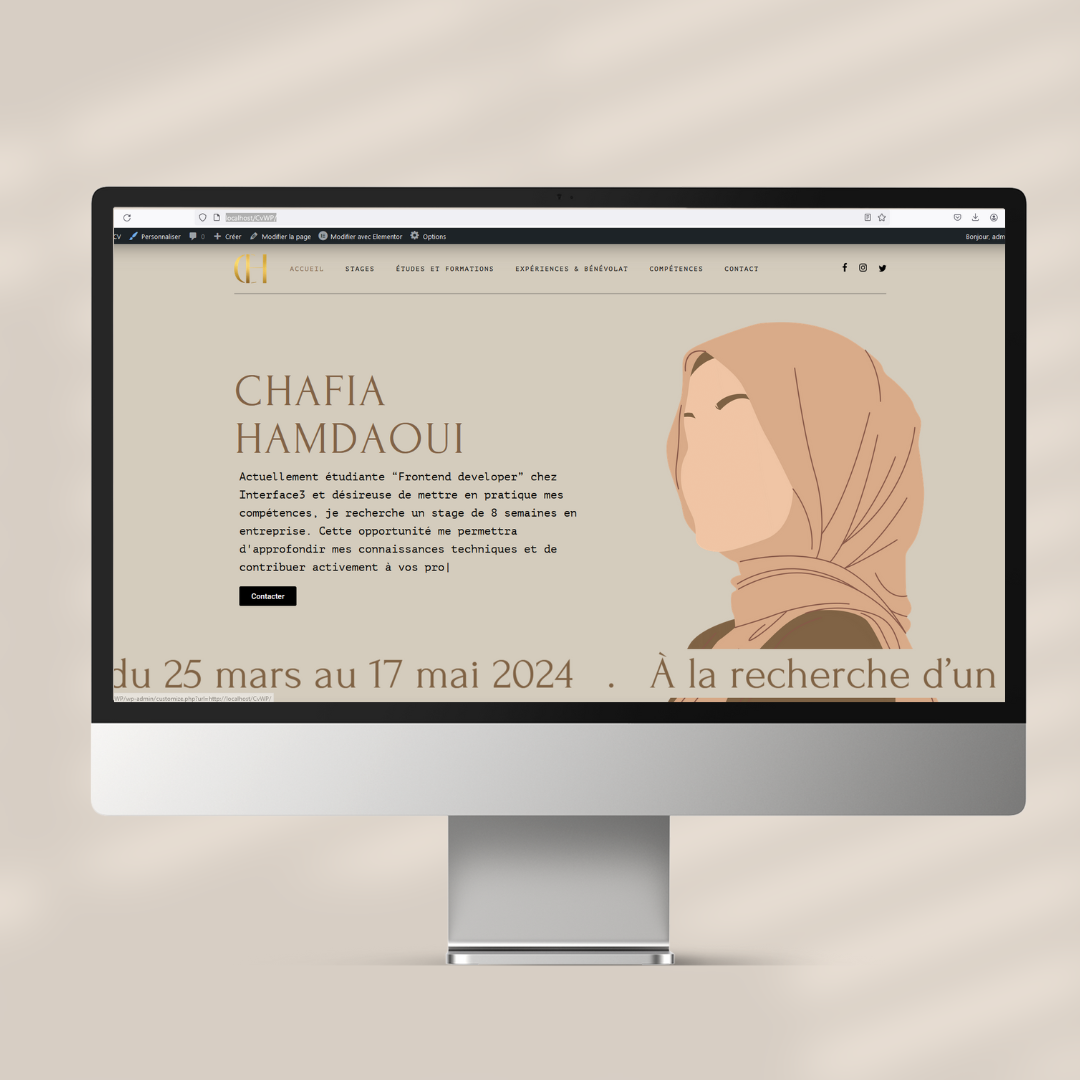 localhost/CvWP/
CV Personnaliser 0 Créer Modifier la page Modifier avec Elementor Options Bonjour, adm
CH ACCUEIL STAGES ÉTUDES ET FORMATIONS EXPÉRIENCES & BÉNÉVOLAT COMPÉTENCES CONTACT
CHAFIA
HAMDAOUI
Actuellement étudiante “Frontend developer” chez
Interface3 et désireuse de mettre en pratique mes
compétences, je recherche un stage de 8 semaines en
entreprise. Cette opportunité me permettra
d'approfondir mes connaissances techniques et de
contribuer activement à vos pro|
Contacter
du 25 mars au 17 mai 2024 . À la recherche d’un
WP/wp-admin/customize.php?url=http://localhost/CvWP/